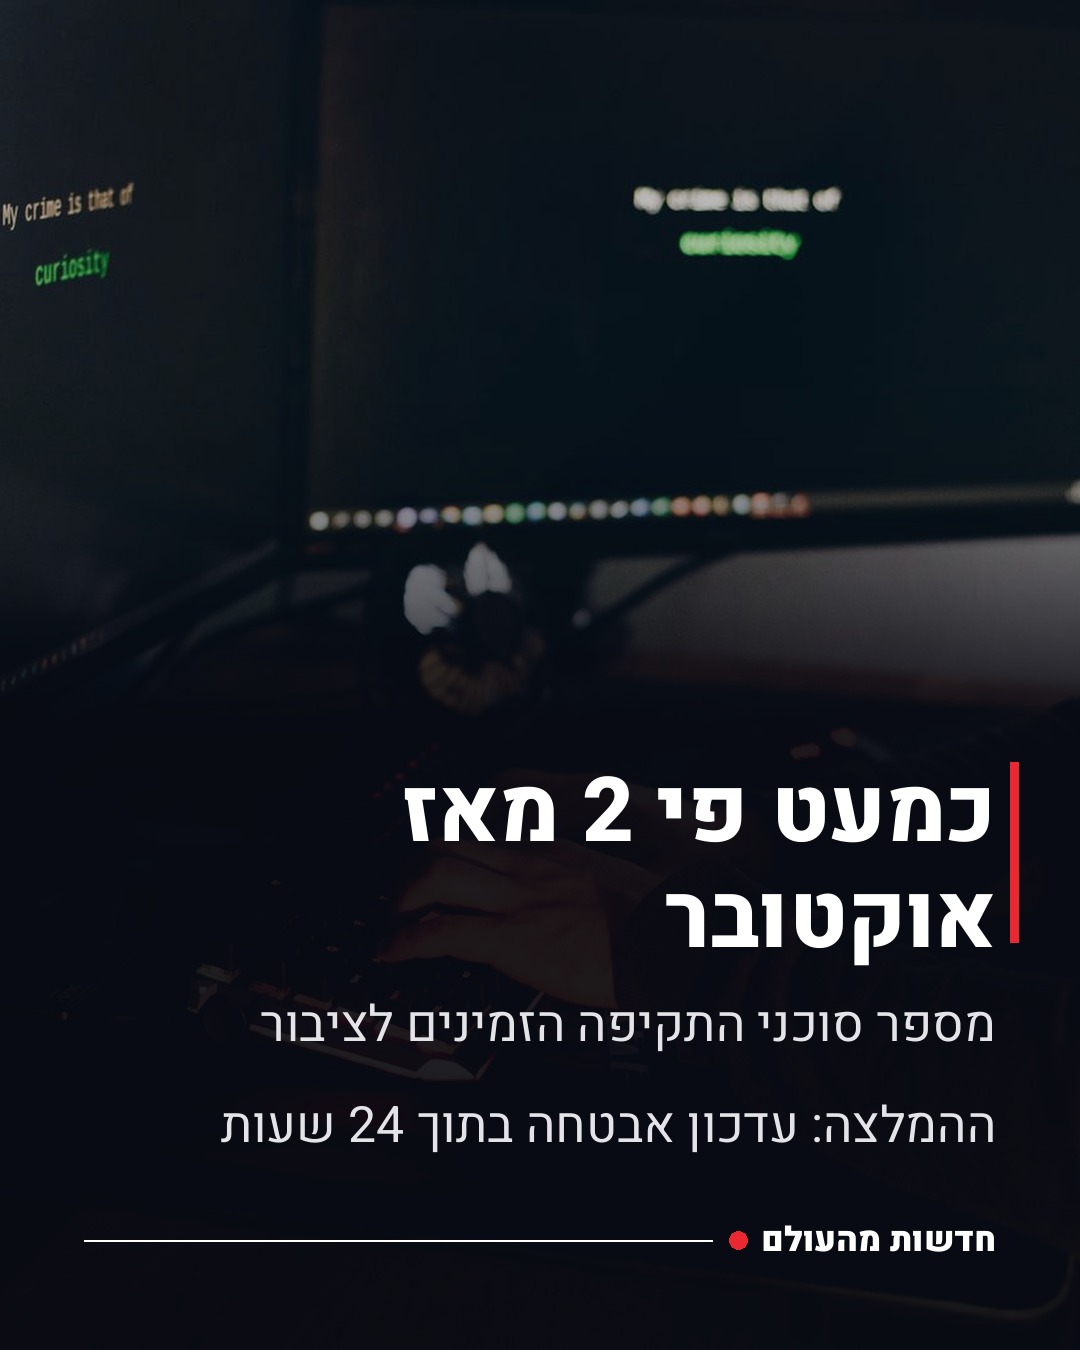 My crime is that of
curiosity
My crime is that of
curiosity
כמעט פי 2 מאז
אוקטובר
מספר סוכני התקיפה הזמינים לציבור
ההמלצה: עדכון אבטחה בתוך 24 שעות
חדשות מהעולם